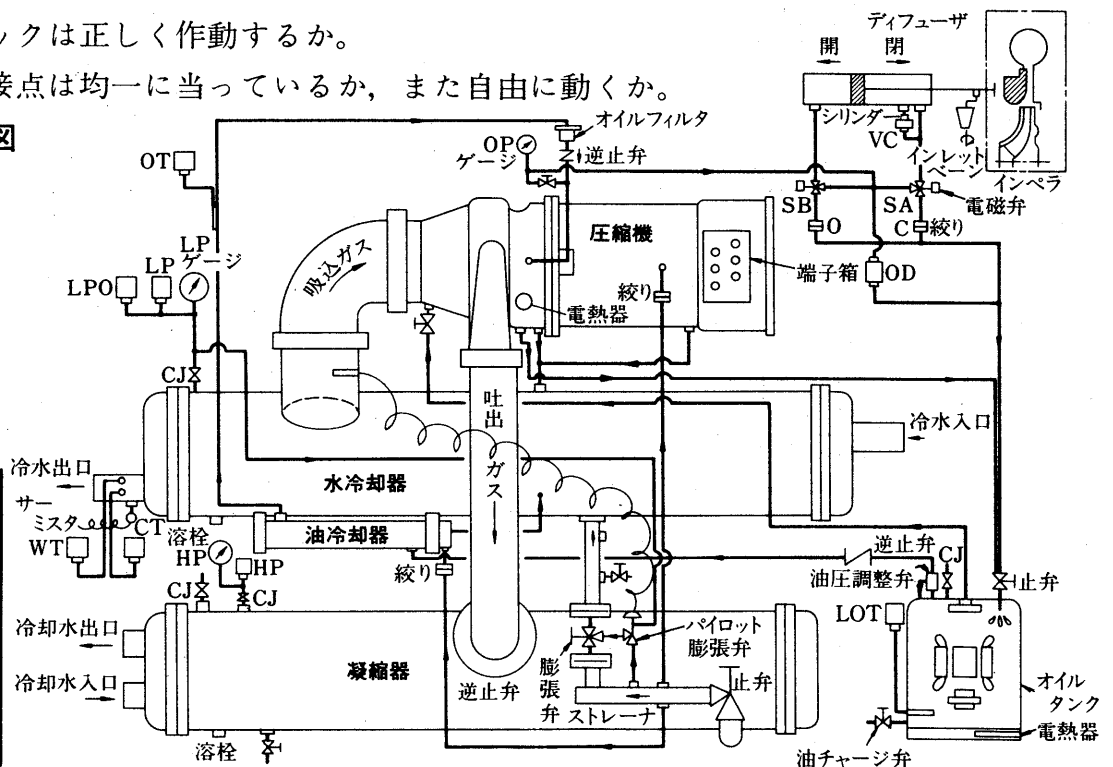 ックは正しく作動するか。
接点は均一に当っているか，また自由に動くか。
図
ディフューザ
開
閉
シリンダー
VC
インレット
ベーン
インペラ
SB
SA
電磁弁
O
C
絞り
OD
オイルフィルタ
OP
ゲージ
逆止弁
OT
LP
ゲージ
LP
LPO
吸込ガス
圧縮機
端子箱
絞り
電熱器
CJ
吐出ガス
冷水入口
冷水出口
水冷却器
サー
ミスタ
CT
WT
溶栓
HP
HP
CJ
CJ
油冷却器
絞り
逆止弁
CJ
油圧調整弁
止弁
LOT
冷却水出口
冷却水入口
凝縮器
逆止弁
膨張弁
パイロット
膨張弁
ストレーナ
止弁
オイル
タンク
電熱器
油チャージ弁
溶栓